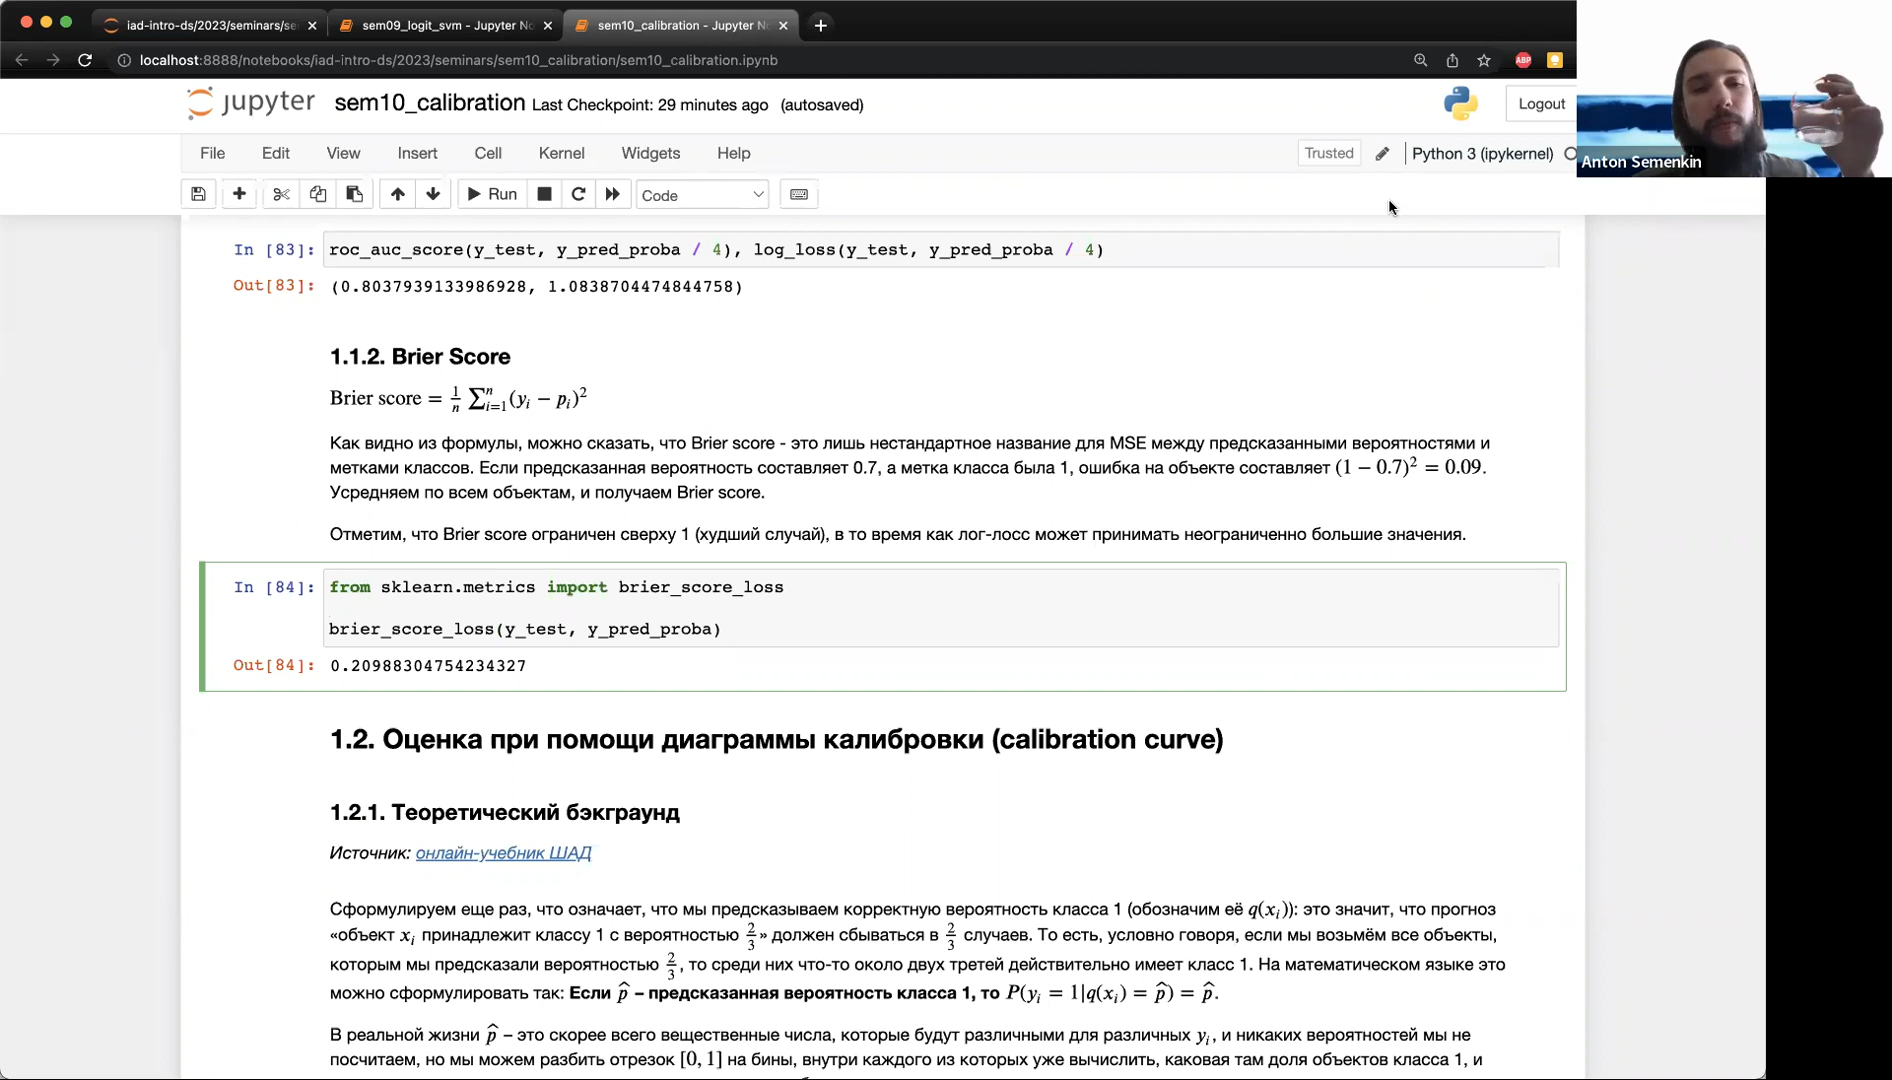 iad-intro-ds/2023/seminars/se
sem09_logit_svm - Jupyter No
sem10_calibration - Jupyter N
localhost:8888/notebooks/iad-intro-ds/2023/seminars/sem10_calibration/sem10_calibration.ipynb
ABP
jupyter sem10_calibration Last Checkpoint: 29 minutes ago (autosaved)
Logout
File Edit View Insert Cell Kernel Widgets Help
Trusted Python 3 (ipykernel)
Anton Semenkin
Run Code
In [83]: roc_auc_score(y_test, y_pred_proba / 4), log_loss(y_test, y_pred_proba / 4)
Out[83]: (0.8037939133986928, 1.0838704474844758)
1.1.2. Brier Score
Brier score = 1/n ∑ⁿᵢ₌₁(yᵢ − pᵢ)²
Как видно из формулы, можно сказать, что Brier score - это лишь нестандартное название для MSE между предсказанными вероятностями и
метками классов. Если предсказанная вероятность составляет 0.7, а метка класса была 1, ошибка на объекте составляет (1 − 0.7)² = 0.09.
Усредняем по всем объектам, и получаем Brier score.
Отметим, что Brier score ограничен сверху 1 (худший случай), в то время как лог-лосс может принимать неограниченно большие значения.
In [84]: from sklearn.metrics import brier_score_loss
brier_score_loss(y_test, y_pred_proba)
Out[84]: 0.20988304754234327
1.2. Оценка при помощи диаграммы калибровки (calibration curve)
1.2.1. Теоретический бэкграунд
Источник: онлайн-учебник ШАД
Сформулируем еще раз, что означает, что мы предсказываем корректную вероятность класса 1 (обозначим её q(xᵢ)): это значит, что прогноз
«объект xᵢ принадлежит классу 1 с вероятностью 2/3» должен сбываться в 2/3 случаев. То есть, условно говоря, если мы возьмём все объекты,
которым мы предсказали вероятностью 2/3, то среди них что-то около двух третей действительно имеет класс 1. На математическом языке это
можно сформулировать так: Если p̂ – предсказанная вероятность класса 1, то P(yᵢ = 1|q(xᵢ) = p̂) = p̂.
В реальной жизни p̂ – это скорее всего вещественные числа, которые будут различными для различных yᵢ, и никаких вероятностей мы не
посчитаем, но мы можем разбить отрезок [0, 1] на бины, внутри каждого из которых уже вычислить, каковая там доля объектов класса 1, и